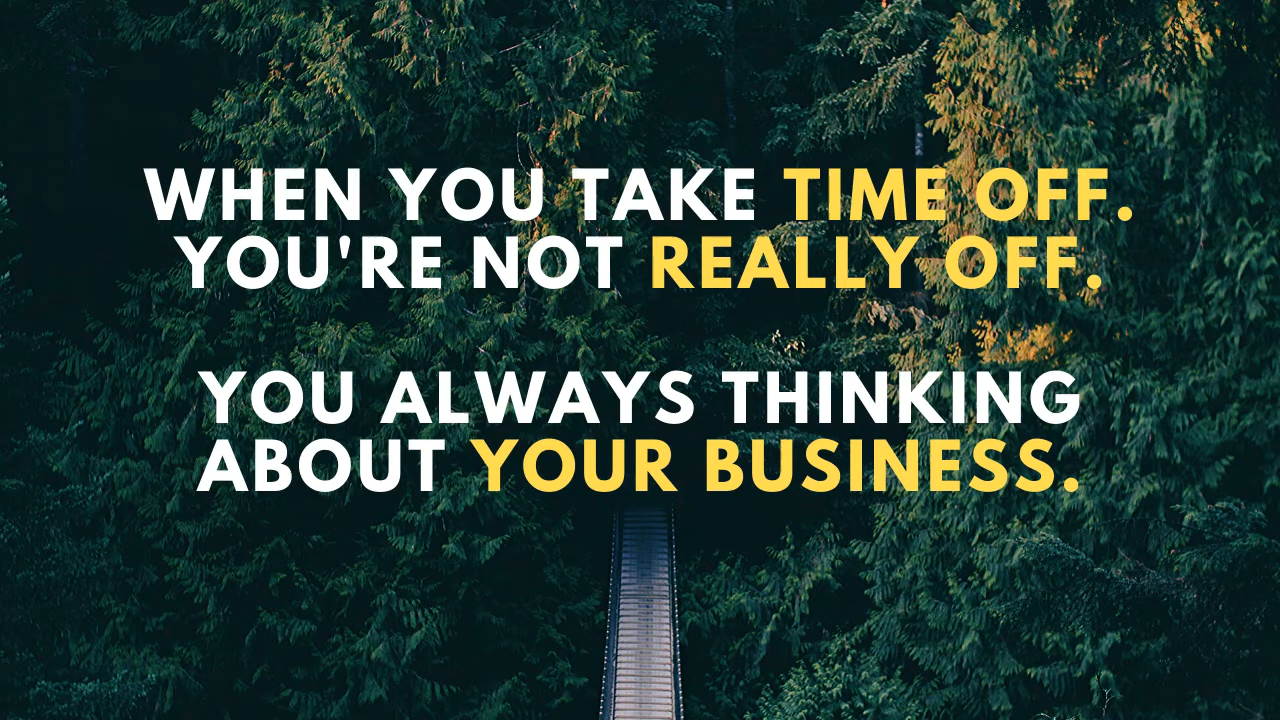 WHEN YOU TAKE TIME OFF.
YOU'RE NOT REALLY OFF.
YOU ALWAYS THINKING
ABOUT YOUR BUSINESS.